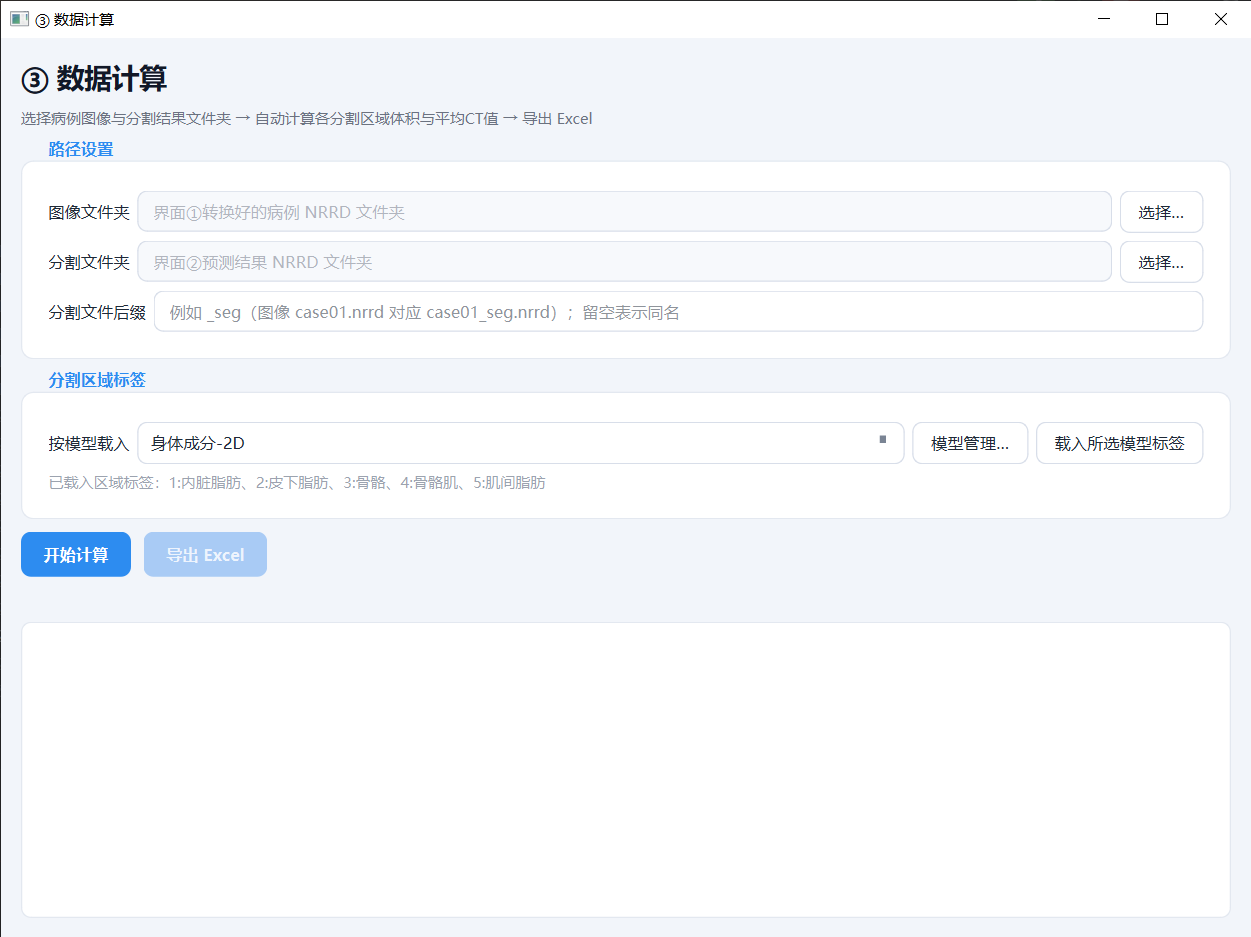 ③ 数据计算
③ 数据计算
选择病例图像与分割结果文件夹 → 自动计算各分割区域体积与平均CT值 → 导出 Excel
路径设置
图像文件夹 界面①转换好的病例 NRRD 文件夹 选择...
分割文件夹 界面②预测结果 NRRD 文件夹 选择...
分割文件后缀 例如 _seg（图像 case01.nrrd 对应 case01_seg.nrrd）；留空表示同名
分割区域标签
按模型载入 身体成分-2D 模型管理... 载入所选模型标签
已载入区域标签：1:内脏脂肪、2:皮下脂肪、3:骨骼、4:骨骼肌、5:肌间脂肪
开始计算 导出 Excel